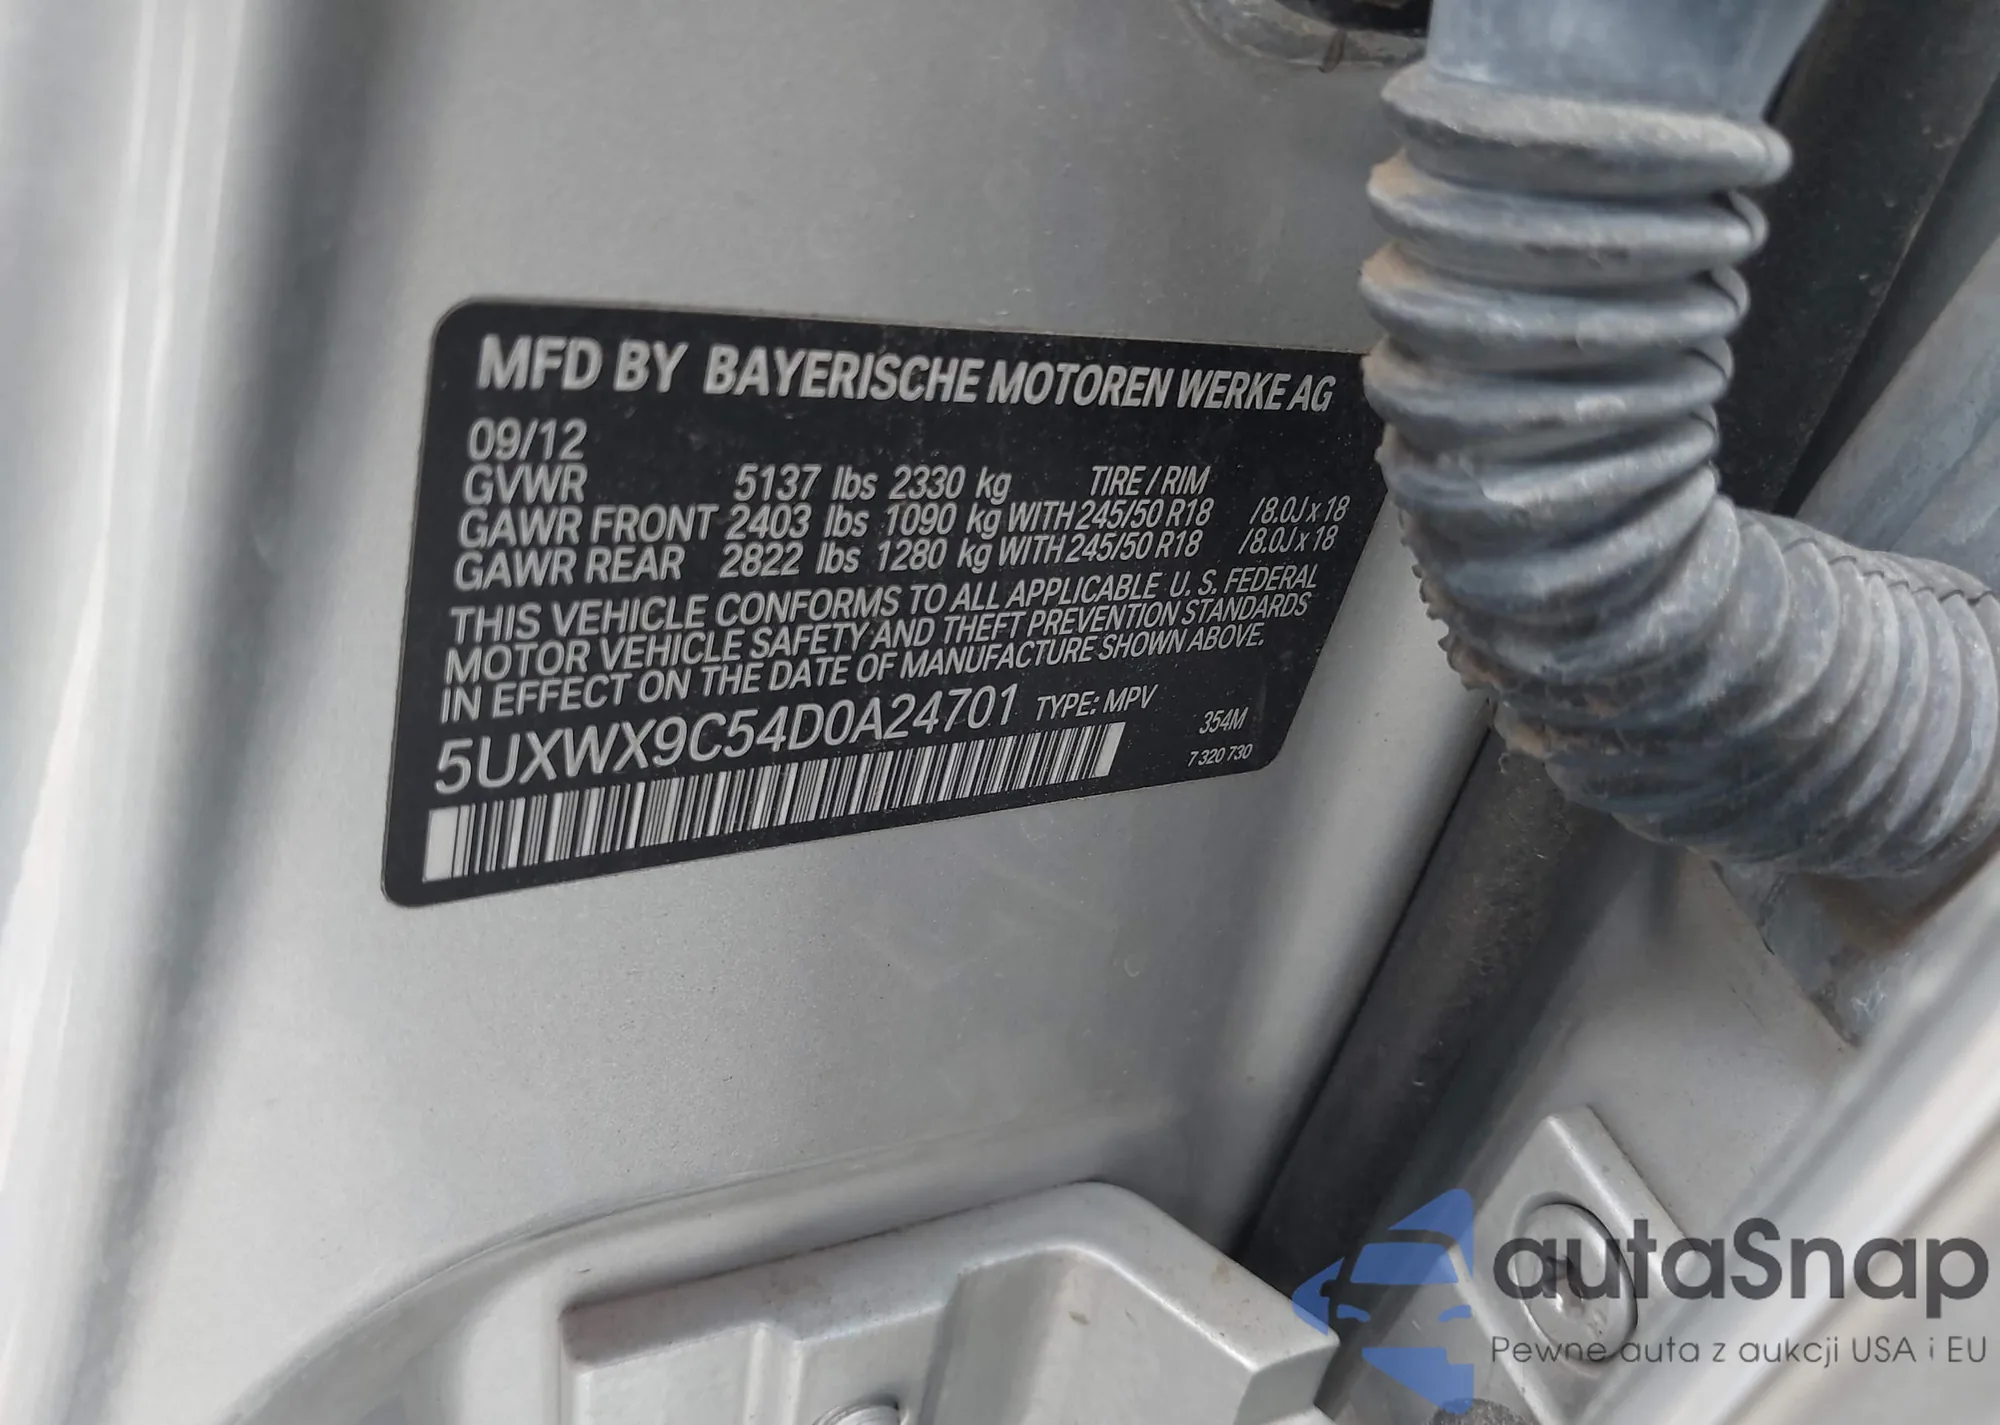 MFD BY BAYERISCHE MOTOREN WERKE AG
09/12
GVWR 5137 lbs 2330 kg TIRE / RIM
GAWR FRONT 2403 lbs 1090 kg WITH 245/50 R18 /8.0J x 18
GAWR REAR 2822 lbs 1280 kg WITH 245/50 R18 /8.0J x 18
THIS VEHICLE CONFORMS TO ALL APPLICABLE U. S. FEDERAL
MOTOR VEHICLE SAFETY AND THEFT PREVENTION STANDARDS
IN EFFECT ON THE DATE OF MANUFACTURE SHOWN ABOVE.
5UXWX9C54D0A24701 TYPE: MPV
354M
7 320 730
autaSnap
Pewne auta z aukcji USA i EU